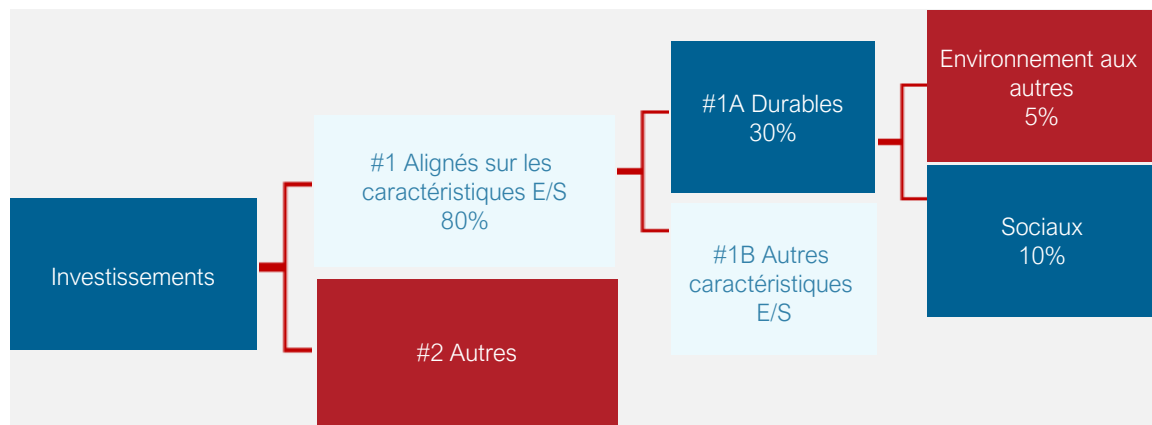 Investissements
#1 Alignés sur les
caractéristiques E/S
80%
#2 Autres
#1A Durables
30%
#1B Autres
caractéristiques
E/S
Environnement aux
autres
5%
Sociaux
10%